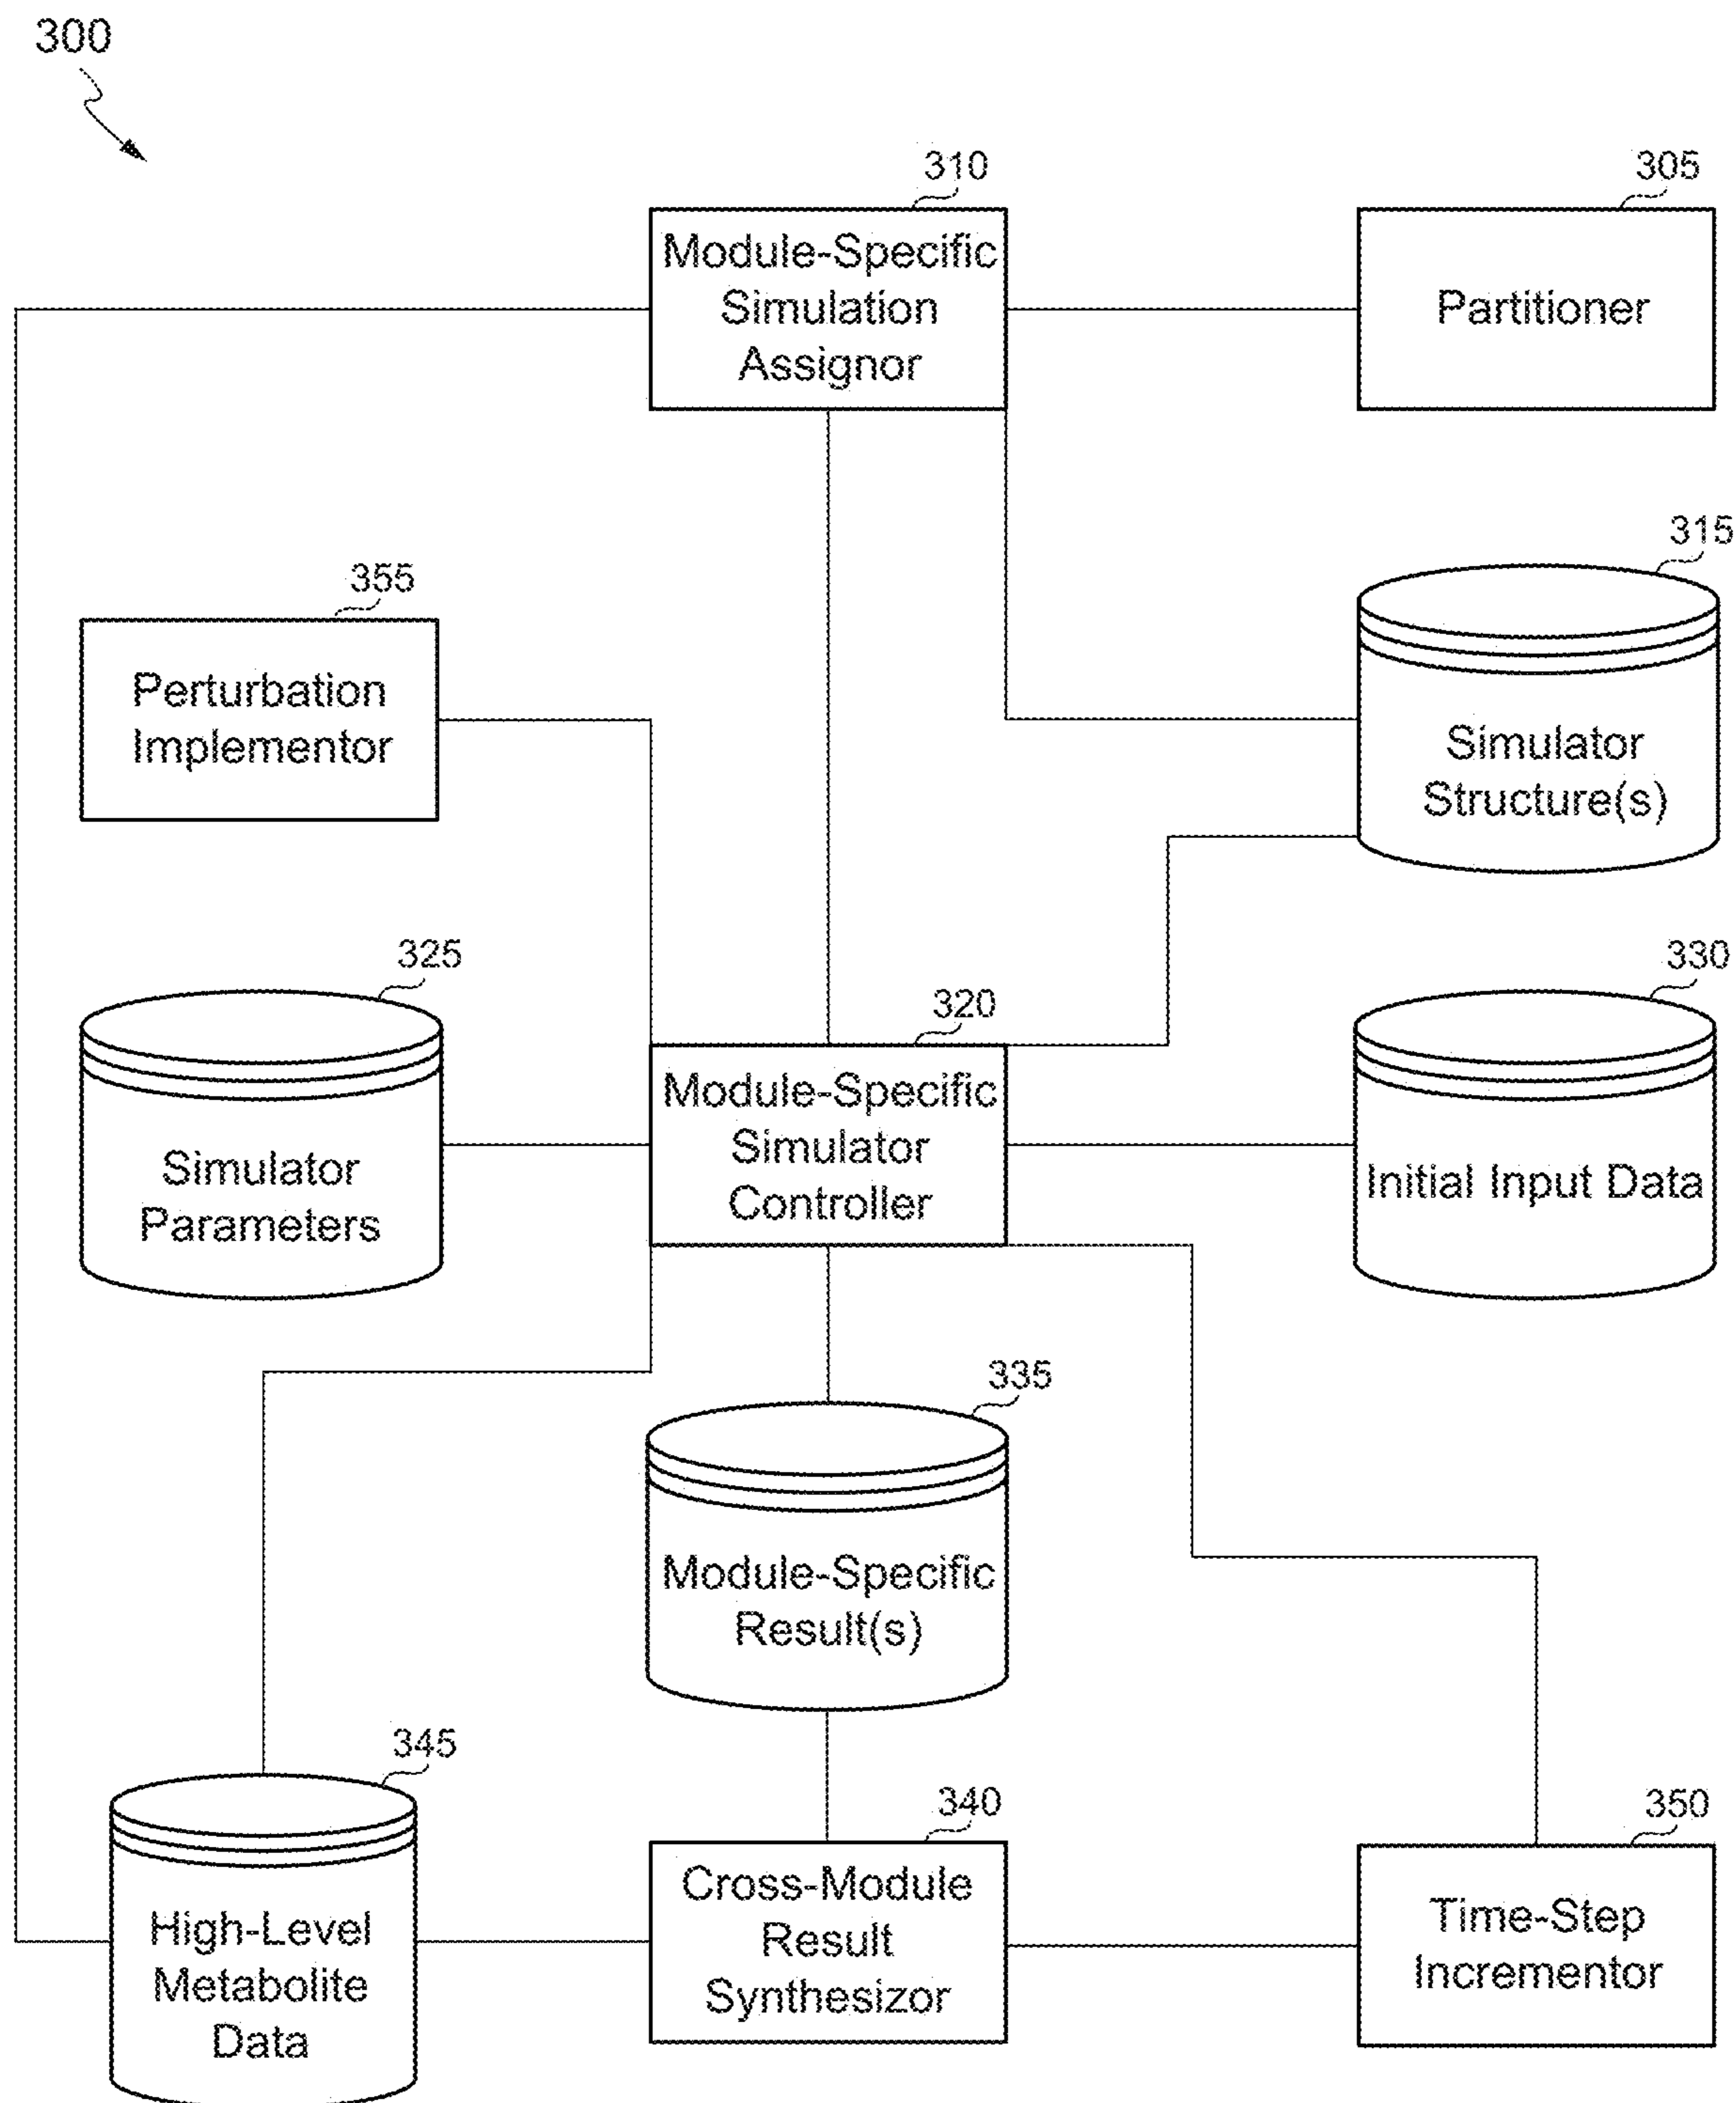 300
310
Module-Specific
Simulation
Assignor
305
Partitioner
315
Simulator
Structure(s)
355
Perturbation
Implementor
325
Simulator
Parameters
320
Module-Specific
Simulator
Controller
330
Initial Input Data
335
Module-Specific
Result(s)
345
High-Level
Metabolite
Data
340
Cross-Module
Result
Synthesizor
350
Time-Step
Incrementor